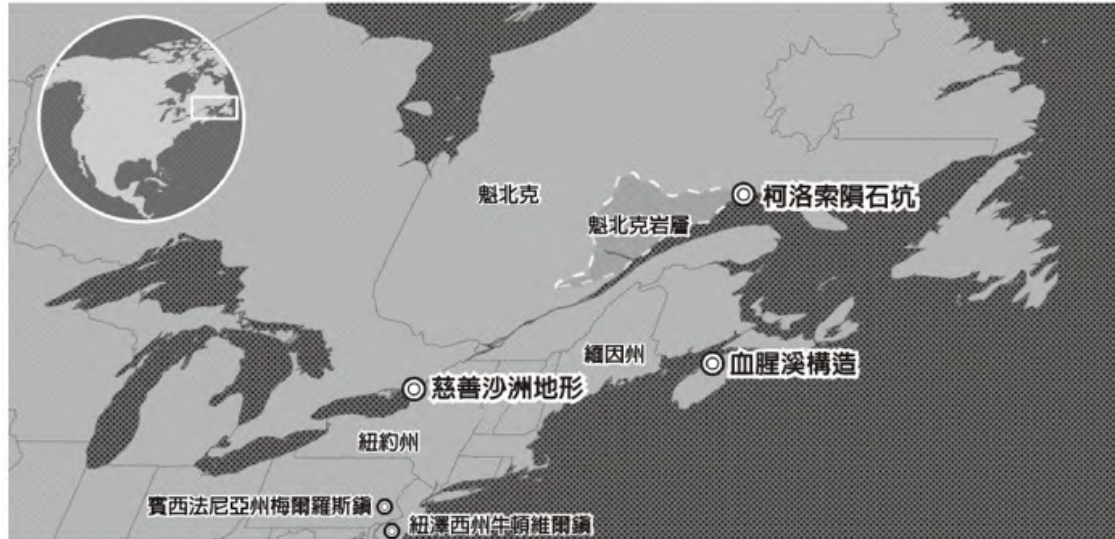 魁北克
柯洛索隕石坑
魁北克岩層
緬因州
血腥溪構造
慈善沙洲地形
紐約州
賓西法尼亞州梅爾羅斯鎮
紐澤西州牛頓維爾鎮